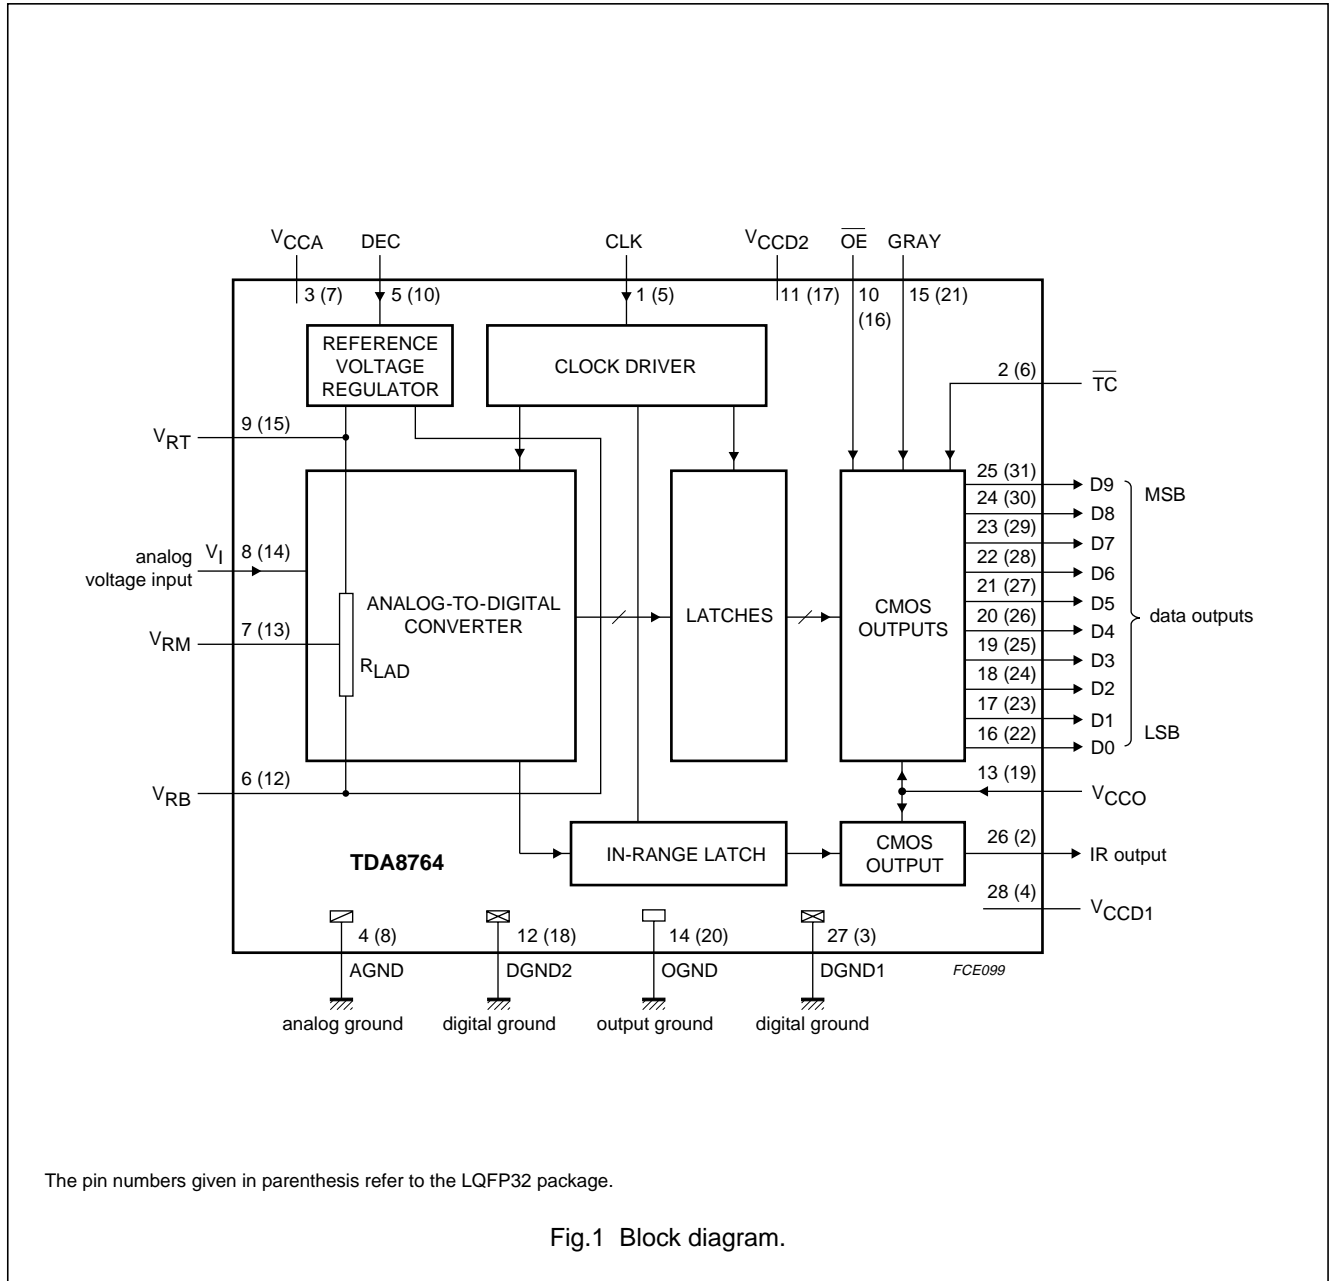 VCCA DEC CLK VCCD2 OE GRAY
3 (7) 5 (10) 1 (5) 11 (17) 10 (16) 15 (21)
REFERENCE
VOLTAGE
REGULATOR
CLOCK DRIVER
2 (6) TC
VRT 9 (15)
25 (31) D9 MSB
24 (30) D8
23 (29) D7
22 (28) D6
21 (27) D5
20 (26) D4
19 (25) D3
18 (24) D2
17 (23) D1
16 (22) D0 LSB
data outputs
analog
voltage input
VI 8 (14)
ANALOG-TO-DIGITAL
CONVERTER
LATCHES
CMOS
OUTPUTS
VRM 7 (13)
RLAD
VRB 6 (12)
13 (19) VCCO
TDA8764
IN-RANGE LATCH
CMOS
OUTPUT
26 (2) IR output
28 (4) VCCD1
4 (8) 12 (18) 14 (20) 27 (3)
AGND DGND2 OGND DGND1 FCE099
analog ground digital ground output ground digital ground
The pin numbers given in parenthesis refer to the LQFP32 package.
Fig.1 Block diagram.